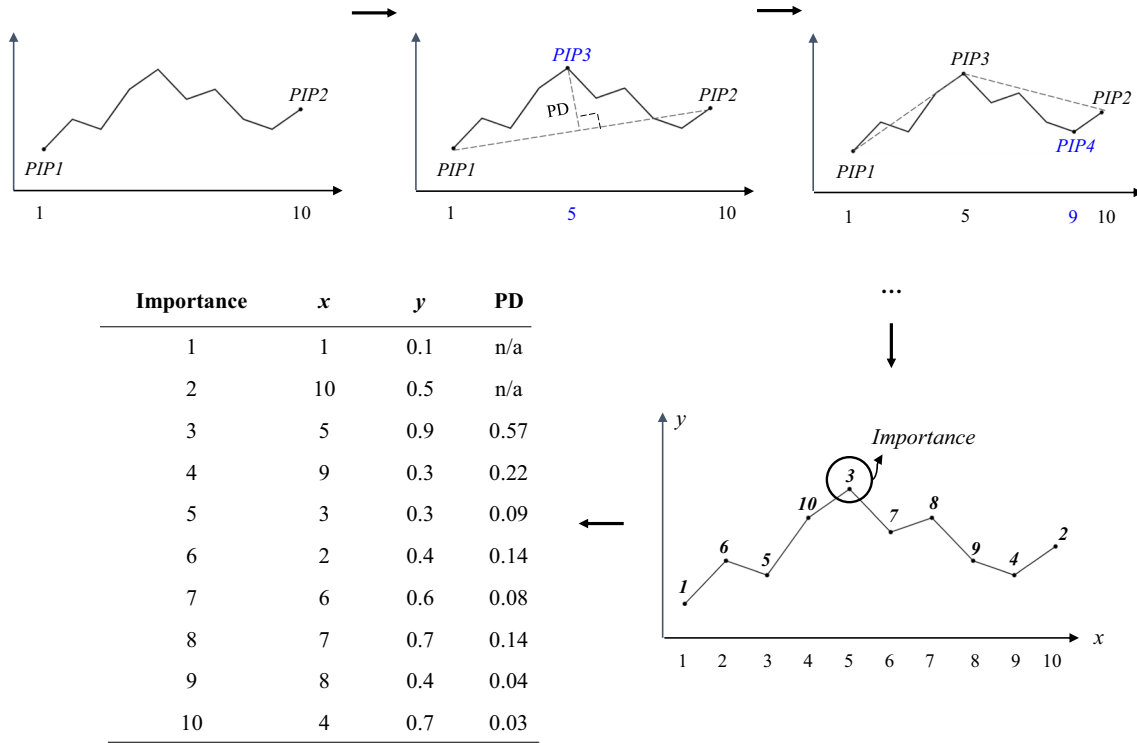 PIP1
PIP2
1
10
PIP3
PD
PIP2
PIP1
1
5
10
PIP3
PIP2
PIP1
PIP4
1
5
9
10
...
Importance x y PD
1 1 0.1 n/a
2 10 0.5 n/a
3 5 0.9 0.57
4 9 0.3 0.22
5 3 0.3 0.09
6 2 0.4 0.14
7 6 0.6 0.08
8 7 0.7 0.14
9 8 0.4 0.04
10 4 0.7 0.03
y
Importance
1
6
5
10
3
7
8
9
4
2
x
1 2 3 4 5 6 7 8 9 10